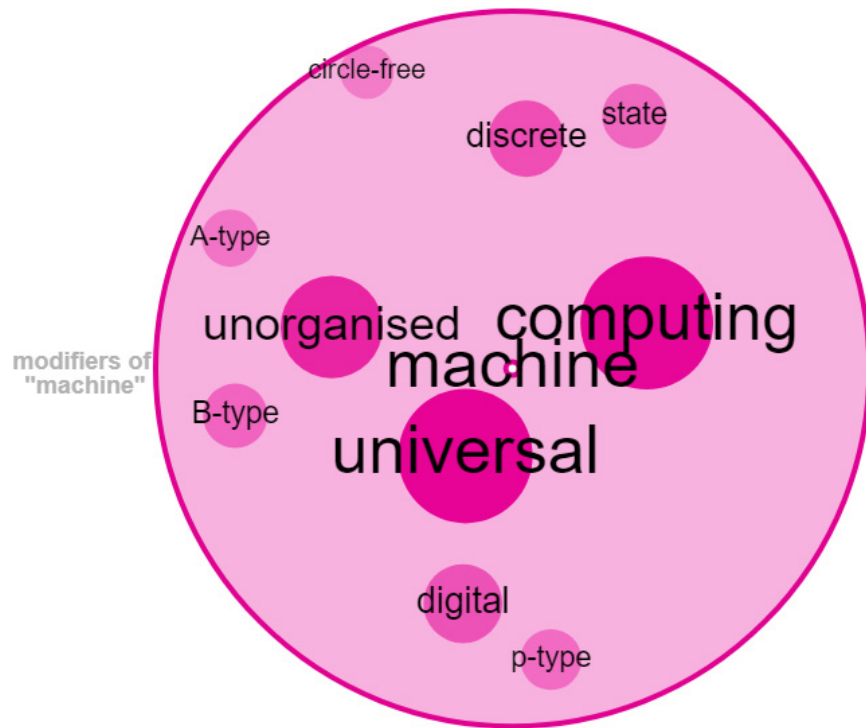 circle-free
state
discrete
A-type
unorganised
computing
modifiers of
"machine"
machine
B-type
universal
digital
p-type